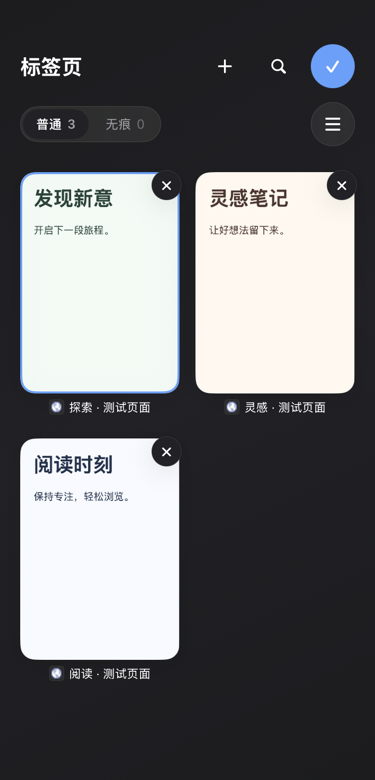 标签页
普通 3 无痕 0
发现新意
开启下一段旅程。
探索 · 测试页面
灵感笔记
让好想法留下来。
灵感 · 测试页面
阅读时刻
保持专注，轻松浏览。
阅读 · 测试页面